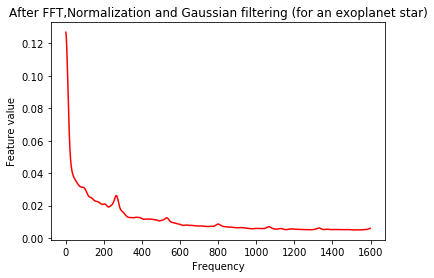 After FFT,Normalization and Gaussian filtering (for an exoplanet star)
0.12
0.10
0.08
0.06
0.04
0.02
0.00
Feature value
0 200 400 600 800 1000 1200 1400 1600
Frequency